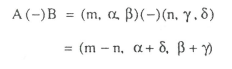 A (−) B = (m, α, β)(−)(n, γ, δ)
= (m − n, α + δ, β + γ)